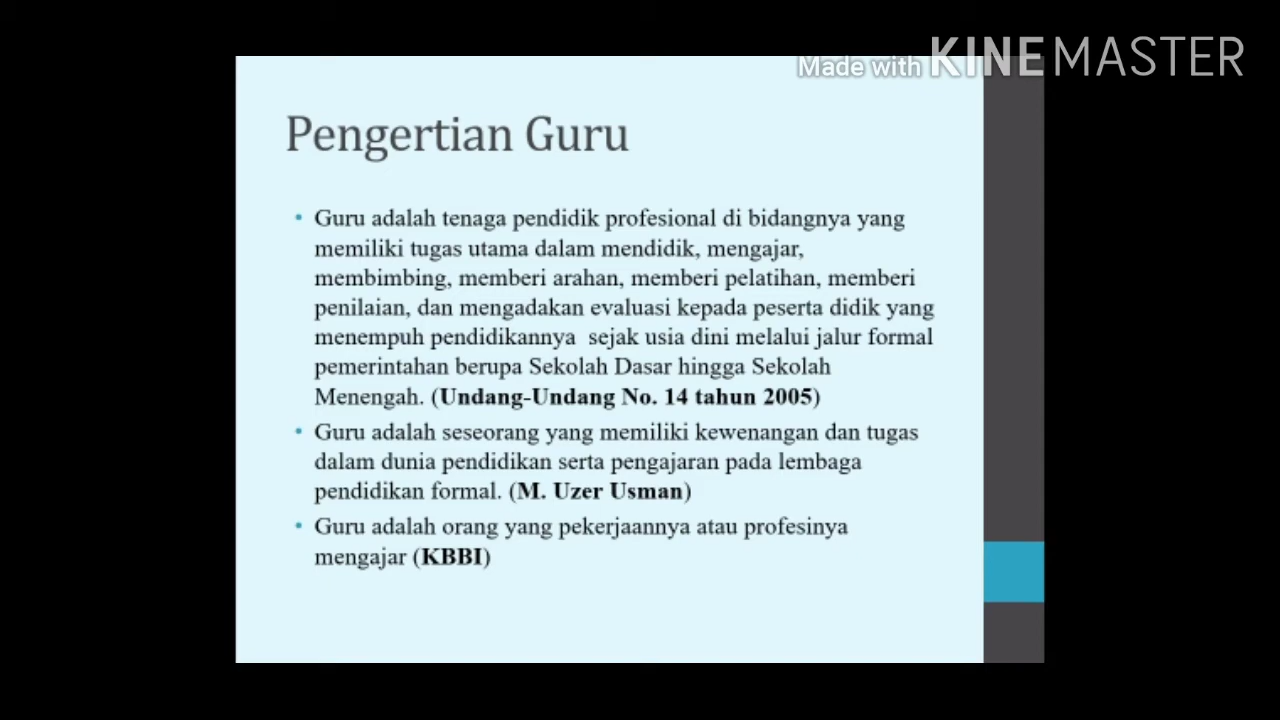 Made with KINEMASTER
Pengertian Guru
• Guru adalah tenaga pendidik profesional di bidangnya yang
memiliki tugas utama dalam mendidik, mengajar,
membimbing, memberi arahan, memberi pelatihan, memberi
penilaian, dan mengadakan evaluasi kepada peserta didik yang
menempuh pendidikannya  sejak usia dini melalui jalur formal
pemerintahan berupa Sekolah Dasar hingga Sekolah
Menengah. (Undang-Undang No. 14 tahun 2005)
• Guru adalah seseorang yang memiliki kewenangan dan tugas
dalam dunia pendidikan serta pengajaran pada lembaga
pendidikan formal. (M. Uzer Usman)
• Guru adalah orang yang pekerjaannya atau profesinya
mengajar (KBBI)